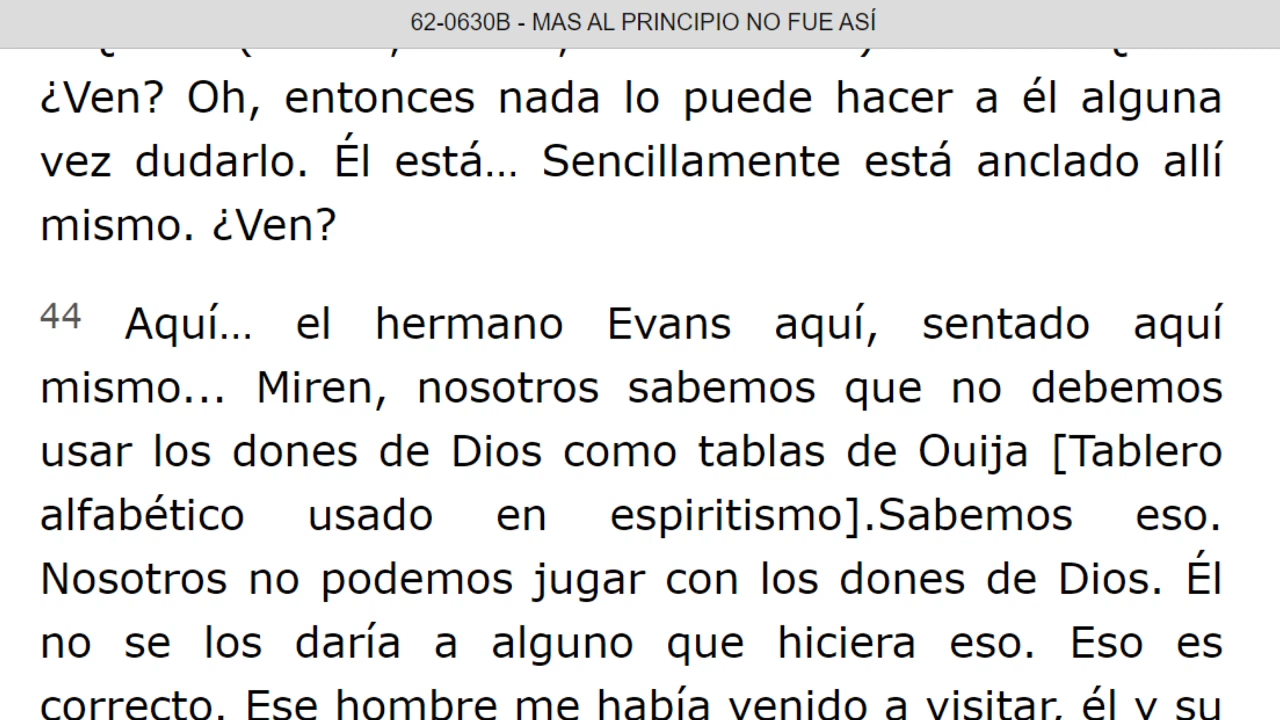 62-0630B - MAS AL PRINCIPIO NO FUE ASÍ
¿Ven? Oh, entonces nada lo puede hacer a él alguna
vez dudarlo. Él está... Sencillamente está anclado allí
mismo. ¿Ven?
44 Aquí... el hermano Evans aquí, sentado aquí
mismo... Miren, nosotros sabemos que no debemos
usar los dones de Dios como tablas de Ouija [Tablero
alfabético usado en espiritismo].Sabemos eso.
Nosotros no podemos jugar con los dones de Dios. Él
no se los daría a alguno que hiciera eso. Eso es
correcto. Ese hombre me había venido a visitar, él y su